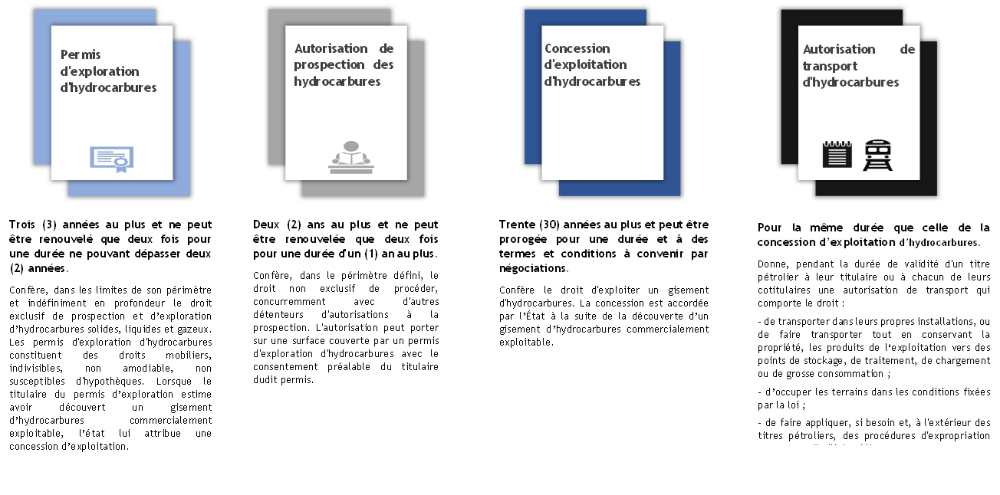 Permis
d'exploration
d'hydrocarbures
Trois (3) années au plus et ne peut
être renouvelé que deux fois pour
une durée ne pouvant dépasser deux
(2) années.
Confère, dans les limites de son périmètre
et indéfiniment en profondeur le droit
exclusif de prospection et d’exploration
d’hydrocarbures solides, liquides et gazeux.
Les permis d'exploration d'hydrocarbures
constituent des droits mobiliers,
indivisibles, non amodiable, non
susceptibles d'hypothèques. Lorsque le
titulaire du permis d’exploration estime
avoir découvert un gisement
d’hydrocarbures commercialement
exploitable, l’état lui attribue une
concession d’exploitation.
Autorisation de
prospection des
hydrocarbures
Deux (2) ans au plus et ne peut
être renouvelée que deux fois
pour une durée d'un (1) an au plus.
Confère, dans le périmètre défini, le
droit non exclusif de procéder,
concurremment avec d'autres
détenteurs d'autorisations à la
prospection. L'autorisation peut porter
sur une surface couverte par un permis
d'exploration d'hydrocarbures avec le
consentement préalable du titulaire
dudit permis.
Concession
d'exploitation
d'hydrocarbures
Trente (30) années au plus et peut être
prorogée pour une durée et à des
termes et conditions à convenir par
négociations.
Confère le droit d'exploiter un gisement
d'hydrocarbures. La concession est accordée
par l’État à la suite de la découverte d’un
gisement d’hydrocarbures commercialement
exploitable.
Autorisation de
transport
d'hydrocarbures
Pour la même durée que celle de la
concession d’exploitation d’hydrocarbures.
Donne, pendant la durée de validité d'un titre
pétrolier à leur titulaire ou à chacun de leurs
cotitulaires une autorisation de transport qui
comporte le droit :
- de transporter dans leurs propres installations, ou
de faire transporter tout en conservant la
propriété, les produits de l‘exploitation vers des
points de stockage, de traitement, de chargement
ou de grosse consommation ;
- d’occuper les terrains dans les conditions fixées
par la loi ;
- de faire appliquer, si besoin et, à l'extérieur des
titres pétroliers, des procédures d'expropriation